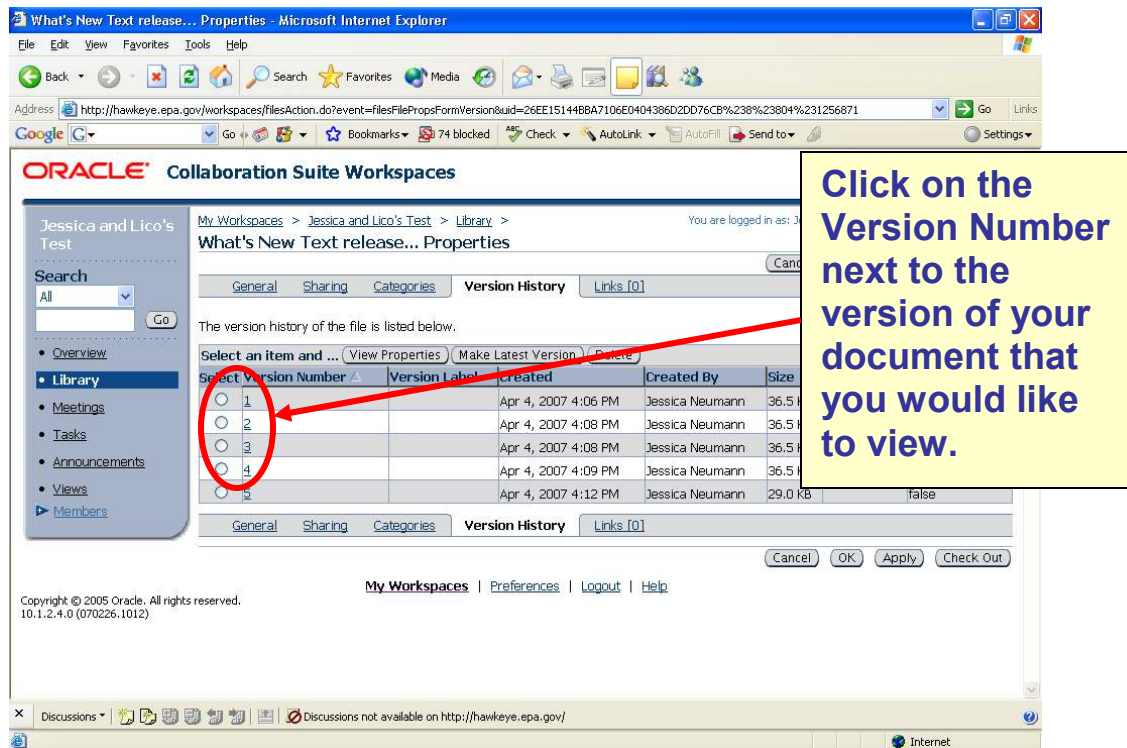 What's New Text release... Properties - Microsoft Internet Explorer
File Edit View Favorites Tools Help
Back Search Favorites Media
Address http://hawkeye.epa.gov/workspaces/filesAction.do?event=filesFilePropsFormVersion&uid=26EE15144BBA7106E0404386D2DD76CB%238%23804%231256871 Go Links
Google G Go Bookmarks 74 blocked ABC Check AutoLink AutoFill Send to Settings
ORACLE Collaboration Suite Workspaces
Jessica and Lico's Test
Search
All
Go
Overview
Library
Meetings
Tasks
Announcements
Views
Members
My Workspaces > Jessica and Lico's Test > Library >
You are logged in as:
What's New Text release... Properties
General Sharing Categories Version History Links [0]
The version history of the file is listed below.
Select an item and ... View Properties Make Latest Version Delete
Select Version Number Version Label Created Created By Size
1 Apr 4, 2007 4:06 PM Jessica Neumann 36.5
2 Apr 4, 2007 4:08 PM Jessica Neumann 36.5
3 Apr 4, 2007 4:08 PM Jessica Neumann 36.5
4 Apr 4, 2007 4:09 PM Jessica Neumann 36.5
5 Apr 4, 2007 4:12 PM Jessica Neumann 29.0 KB false
General Sharing Categories Version History Links [0]
Cancel OK Apply Check Out
My Workspaces | Preferences | Logout | Help
Copyright © 2005 Oracle. All rights reserved.
10.1.2.4.0 (070226.1012)
Click on the
Version Number
next to the
version of your
document that
you would like
to view.
Discussions Discussions not available on http://hawkeye.epa.gov/
Internet